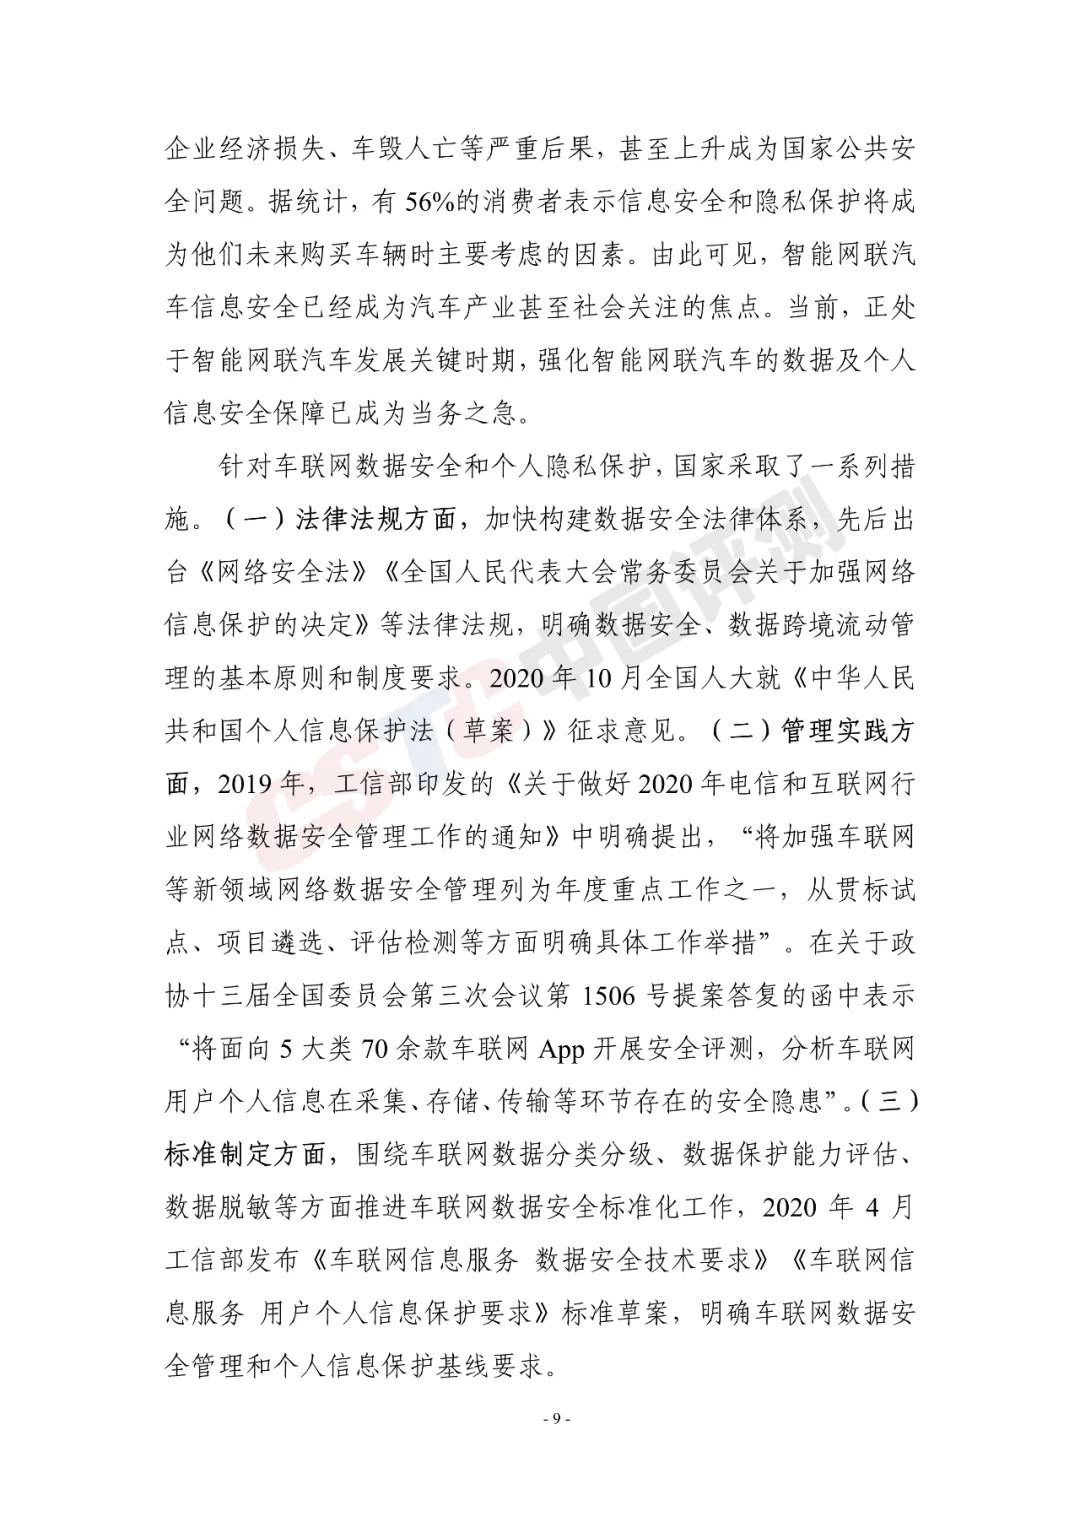 企业经济损失、车毁人亡等严重后果，甚至上升成为国家公共安
全问题。据统计，有 56%的消费者表示信息安全和隐私保护将成
为他们未来购买车辆时主要考虑的因素。由此可见，智能网联汽
车信息安全已经成为汽车产业甚至社会关注的焦点。当前，正处
于智能网联汽车发展关键时期，强化智能网联汽车的数据及个人
信息安全保障已成为当务之急。
针对车联网数据安全和个人隐私保护，国家采取了一系列措
施。（一）法律法规方面，加快构建数据安全法律体系，先后出
台《网络安全法》《全国人民代表大会常务委员会关于加强网络
信息保护的决定》等法律法规，明确数据安全、数据跨境流动管
理的基本原则和制度要求。2020 年 10 月全国人大就《中华人民
共和国个人信息保护法（草案）》征求意见。（二）管理实践方
面，2019 年，工信部印发的《关于做好 2020 年电信和互联网行
业网络数据安全管理工作的通知》中明确提出，“将加强车联网
等新领域网络数据安全管理列为年度重点工作之一，从贯标试
点、项目遴选、评估检测等方面明确具体工作举措”。在关于政
协十三届全国委员会第三次会议第 1506 号提案答复的函中表示
“将面向 5 大类 70 余款车联网 App 开展安全评测，分析车联网
用户个人信息在采集、存储、传输等环节存在的安全隐患”。（三）
标准制定方面，围绕车联网数据分类分级、数据保护能力评估、
数据脱敏等方面推进车联网数据安全标准化工作，2020 年 4 月
工信部发布《车联网信息服务 数据安全技术要求》《车联网信
息服务 用户个人信息保护要求》标准草案，明确车联网数据安
全管理和个人信息保护基线要求。
- 9 -
CSTC中国评测